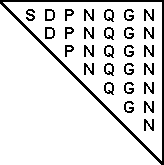 S D P N Q G N
D P N Q G N
P N Q G N
N Q G N
Q G N
G N
N